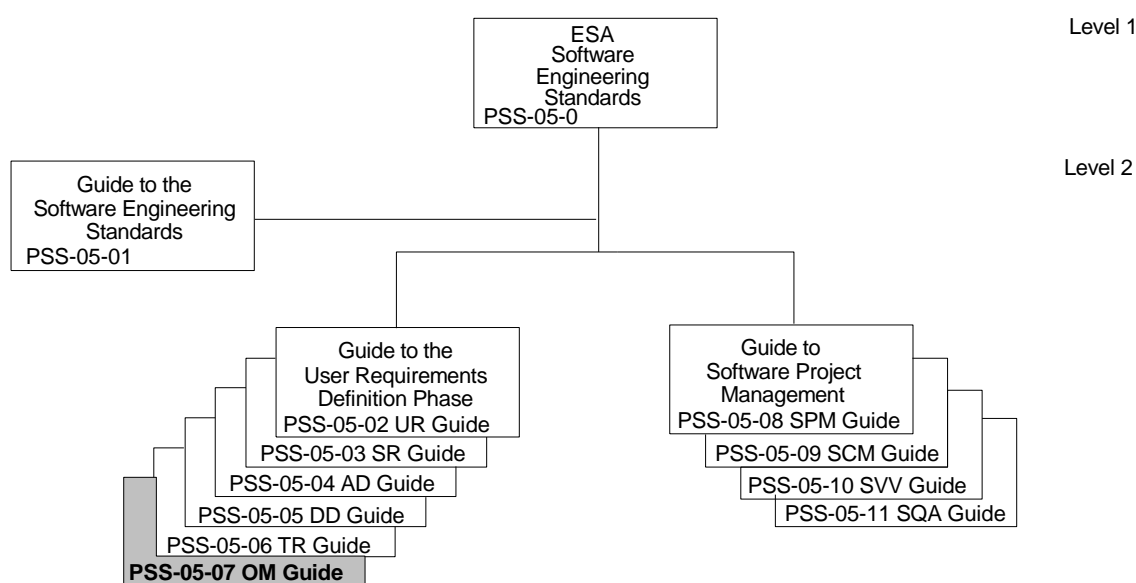 Level 1
ESA
Software
Engineering
Standards
PSS-05-0
Level 2
Guide to the
Software Engineering
Standards
PSS-05-01
Guide to the
User Requirements
Definition Phase
PSS-05-02 UR Guide
PSS-05-03 SR Guide
PSS-05-04 AD Guide
PSS-05-05 DD Guide
PSS-05-06 TR Guide
PSS-05-07 OM Guide
Guide to
Software Project
Management
PSS-05-08 SPM Guide
PSS-05-09 SCM Guide
PSS-05-10 SVV Guide
PSS-05-11 SQA Guide